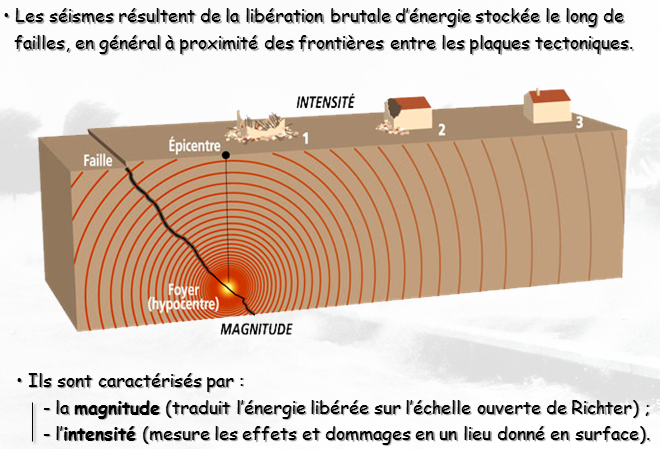 • Les séismes résultent de la libération brutale d’énergie stockée le long de
failles, en général à proximité des frontières entre les plaques tectoniques.
INTENSITÉ
1
2
3
Épicentre
Faille
Foyer
(hypocentre)
MAGNITUDE
• Ils sont caractérisés par :
- la magnitude (traduit l’énergie libérée sur l’échelle ouverte de Richter) ;
- l’intensité (mesure les effets et dommages en un lieu donné en surface).